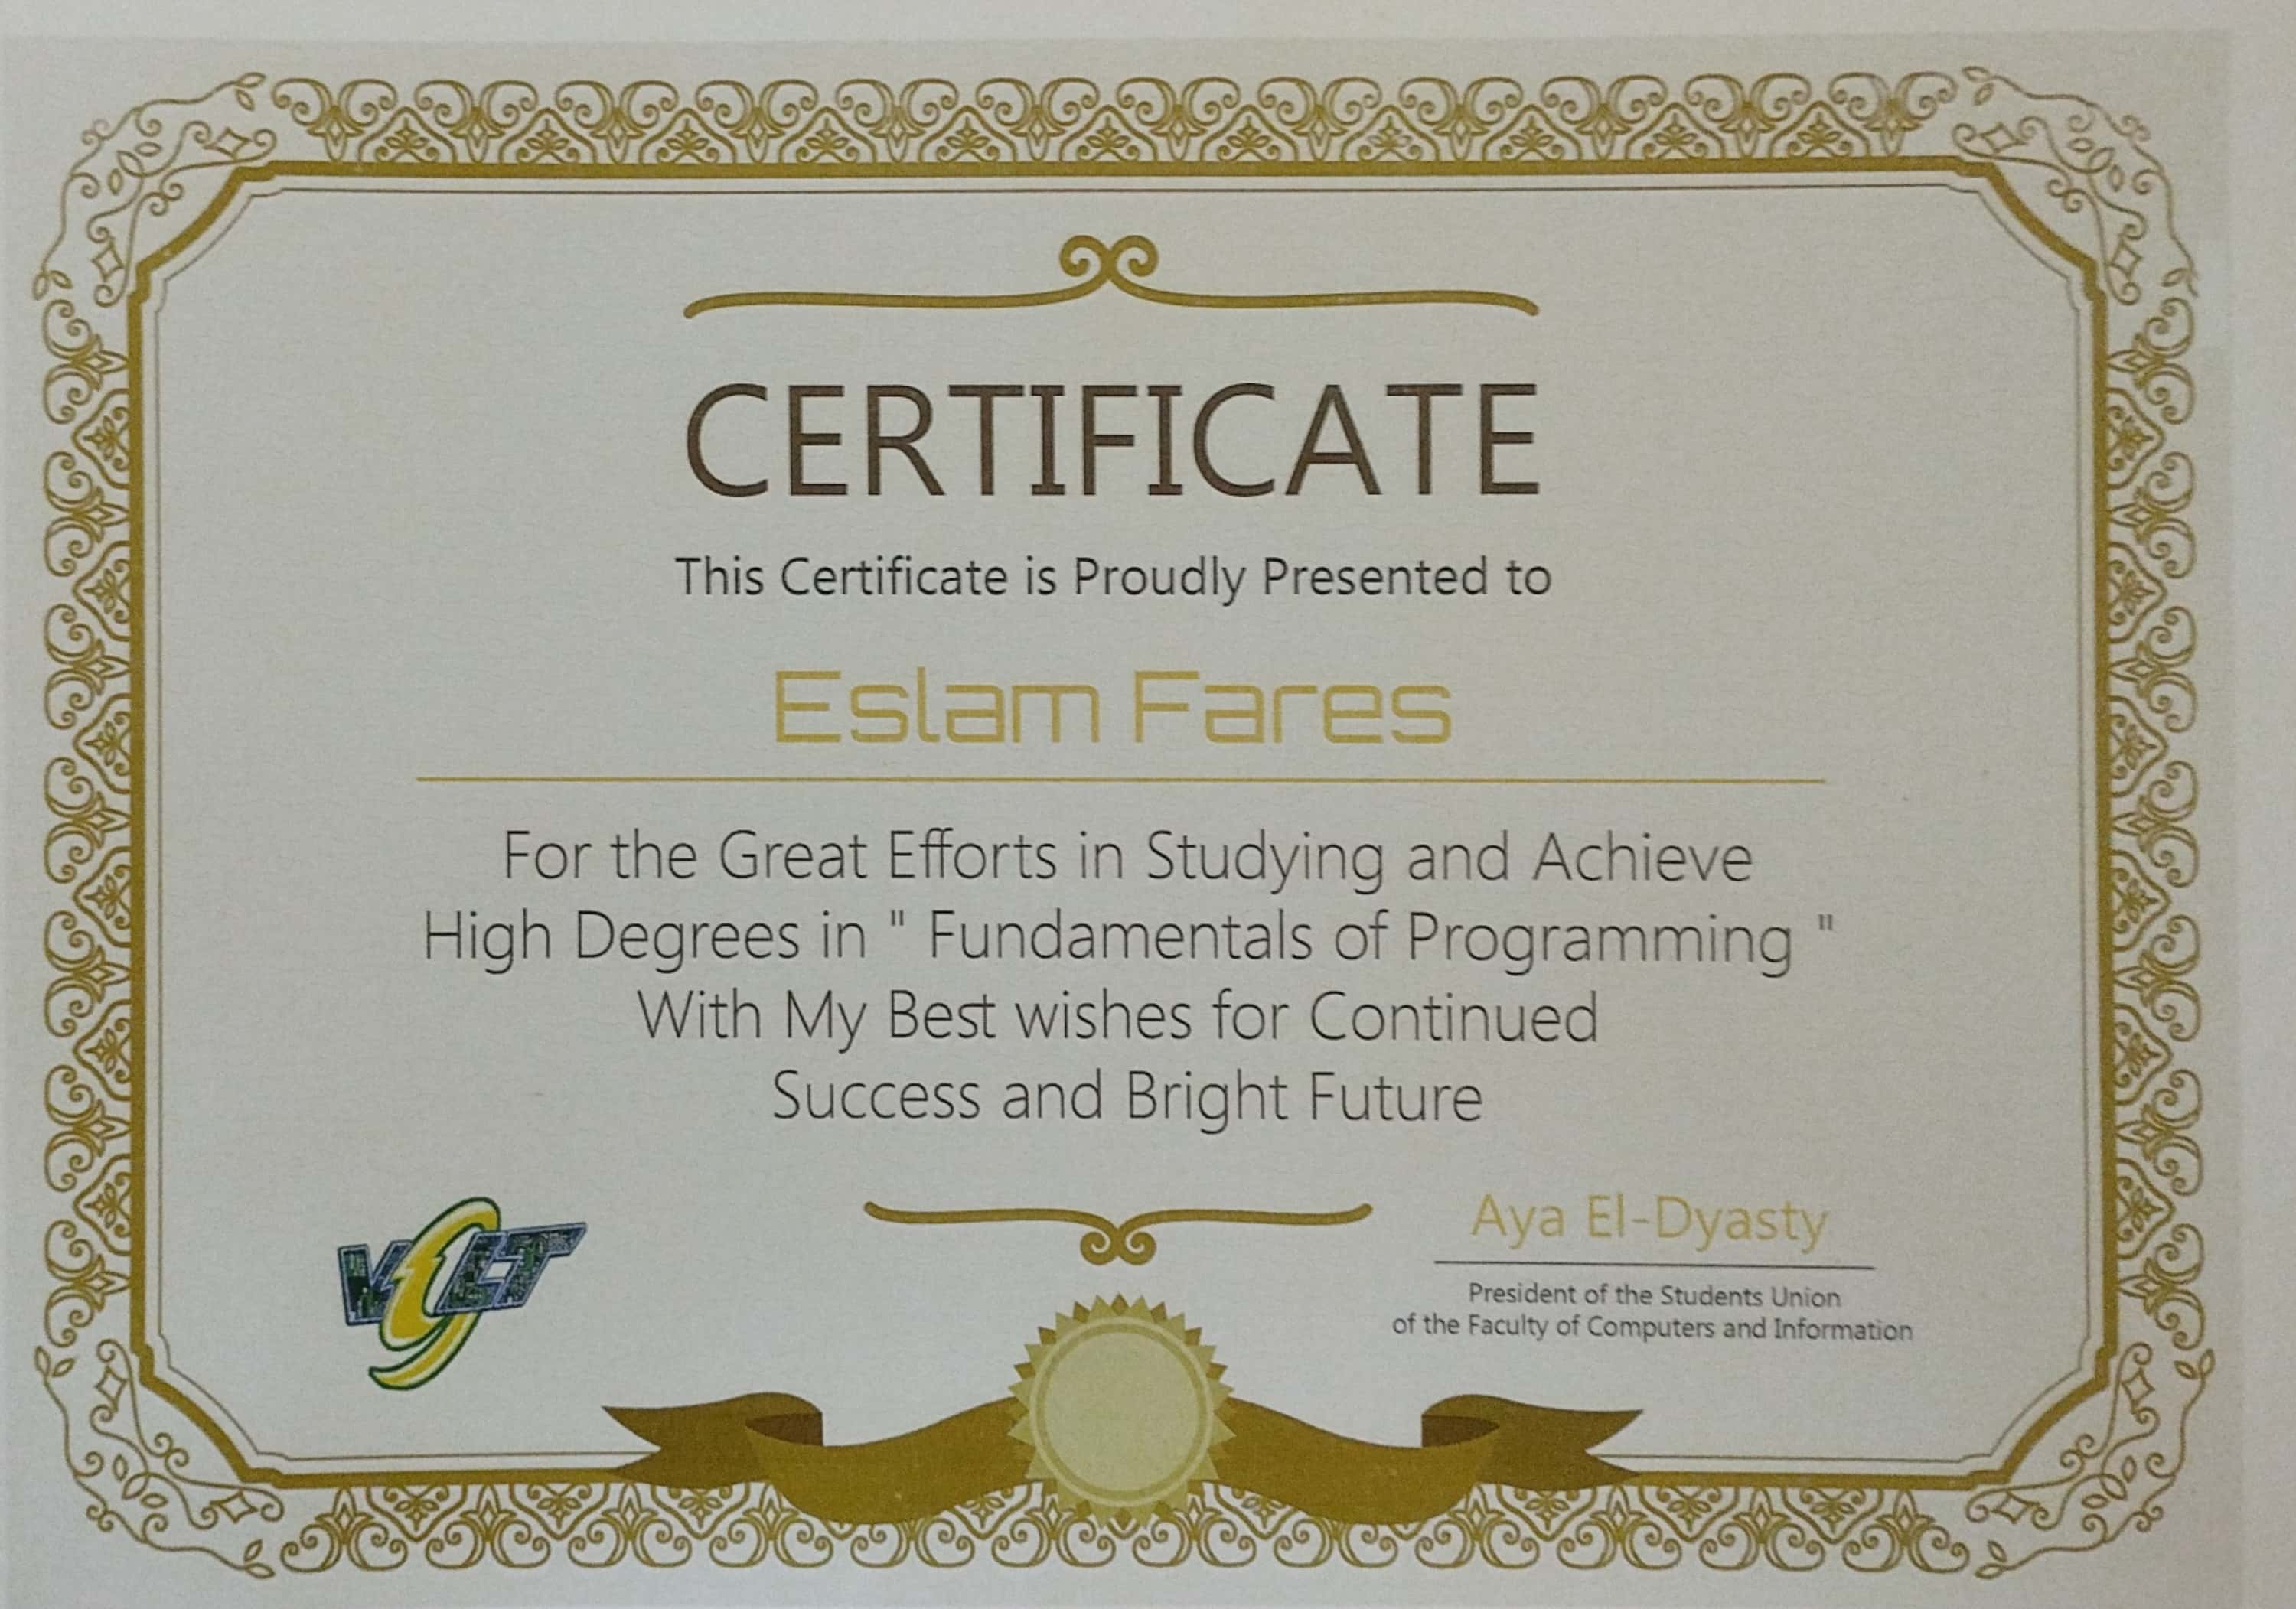 CERTIFICATE
This Certificate is Proudly Presented to
Eslam Fares
For the Great Efforts in Studying and Achieve
High Degrees in " Fundamentals of Programming "
With My Best wishes for Continued
Success and Bright Future
VOLT
Aya El-Dyasty
President of the Students Union
of the Faculty of Computers and Information